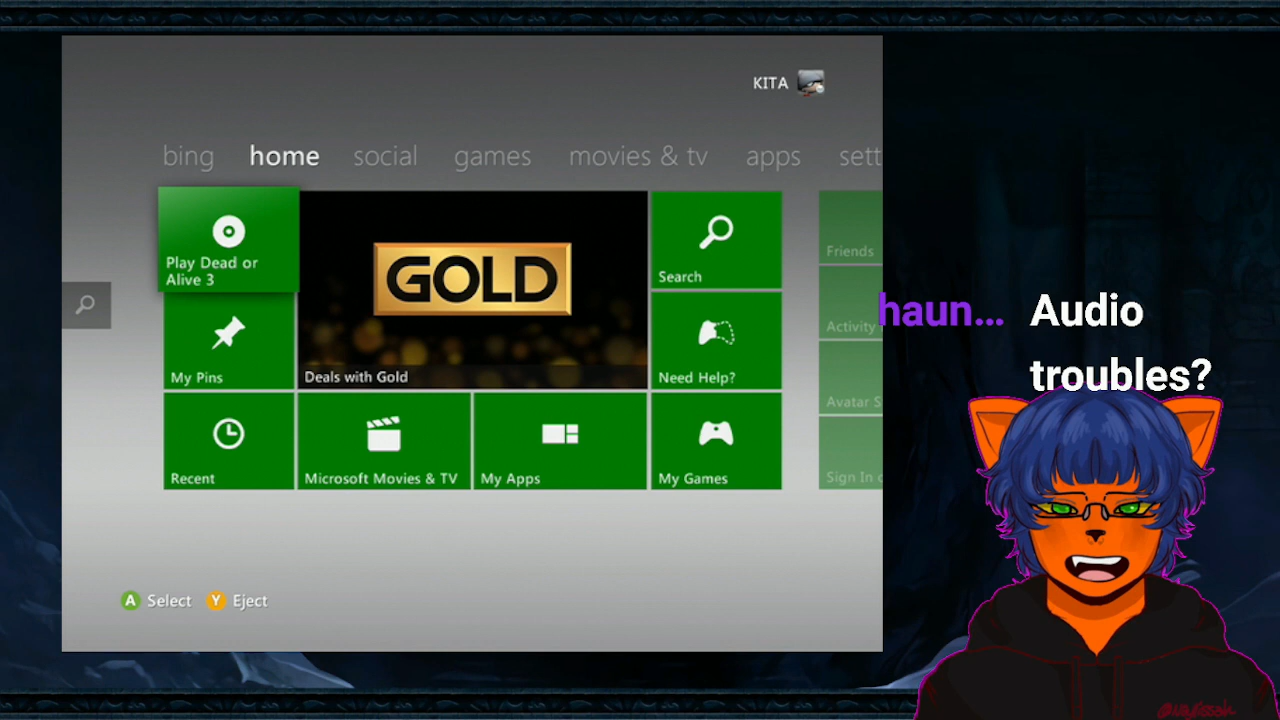 KITA
bing home social games movies & tv apps sett
Play Dead or
Alive 3
GOLD
Deals with Gold
Search
My Pins
Need Help?
Recent
Microsoft Movies & TV
My Apps
My Games
Friends
Activity
Avatar S
Sign In o
haun... Audio
troubles?
A Select Y Eject